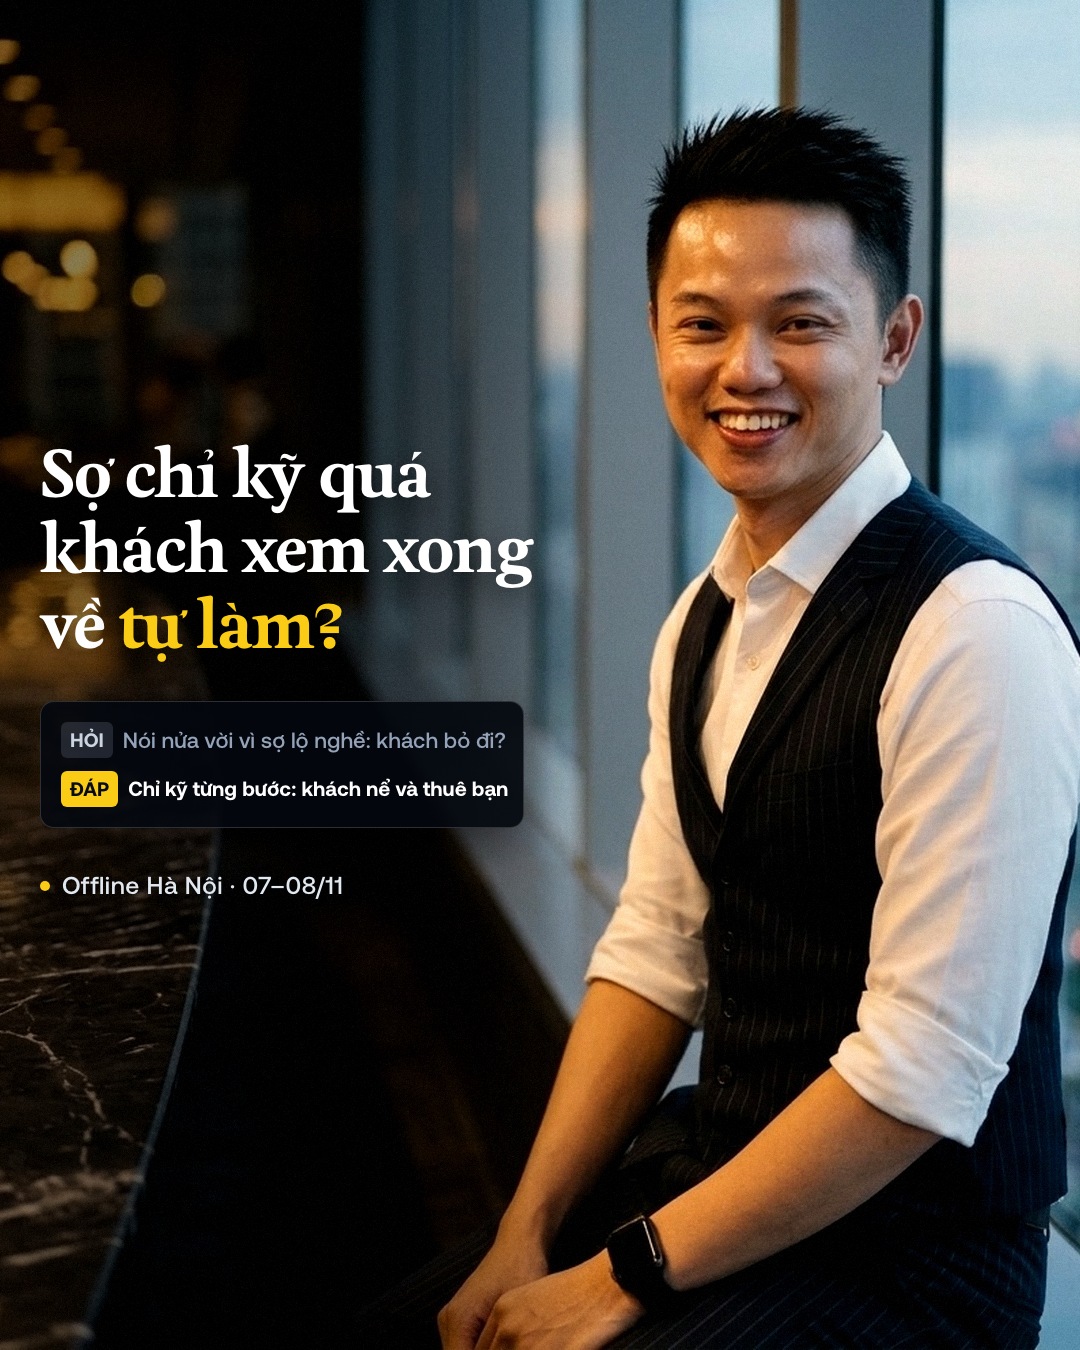 Sợ chỉ kỹ quá
khách xem xong
về tự làm?
HỎI Nói nửa vời vì sợ lộ nghề: khách bỏ đi?
ĐÁP Chỉ kỹ từng bước: khách nể và thuê bạn
Offline Hà Nội · 07–08/11